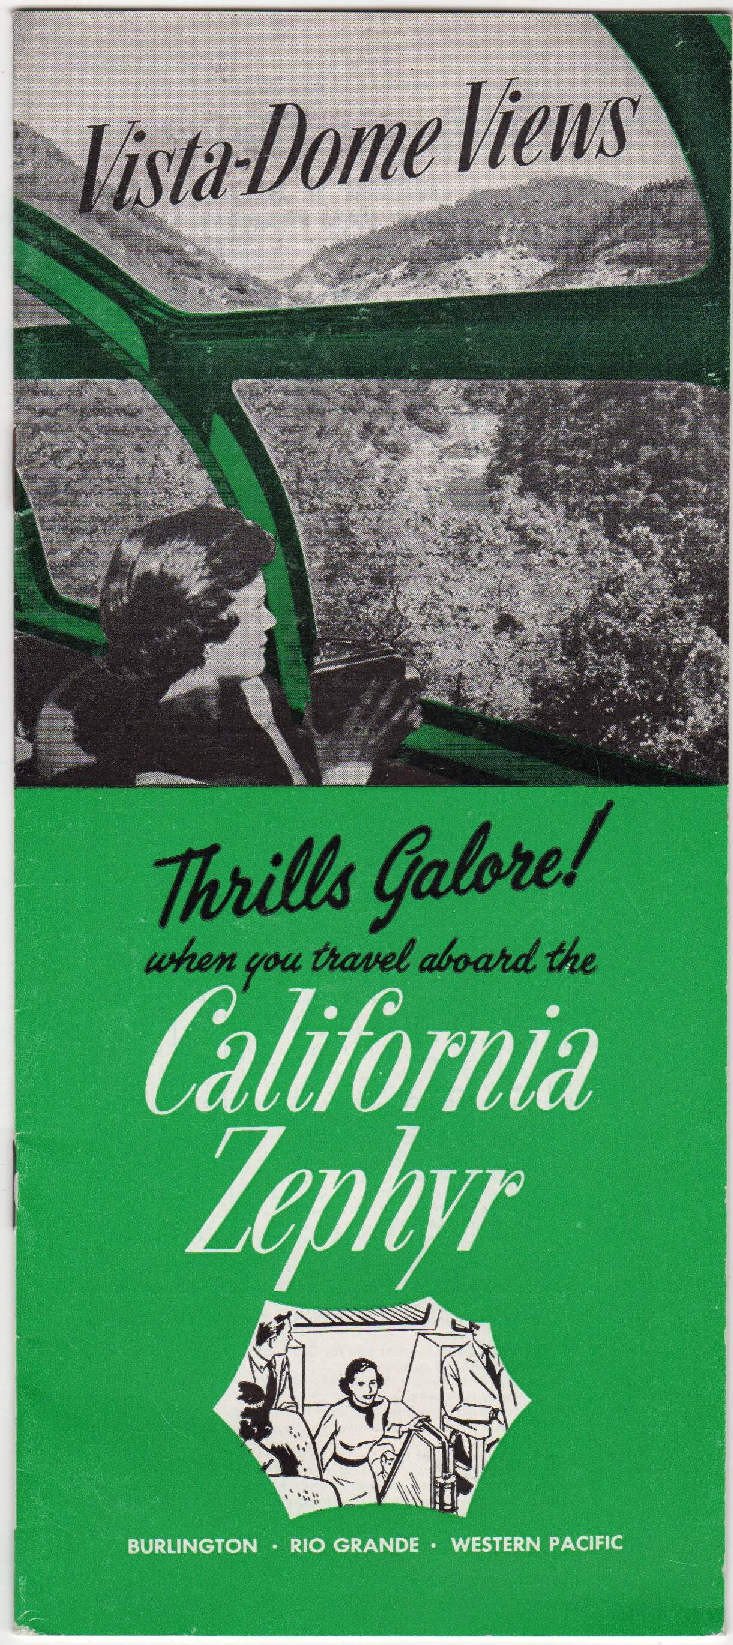 Vista-Dome Views
Thrills Galore!
when you travel aboard the
California
Zephyr
BURLINGTON · RIO GRANDE · WESTERN PACIFIC